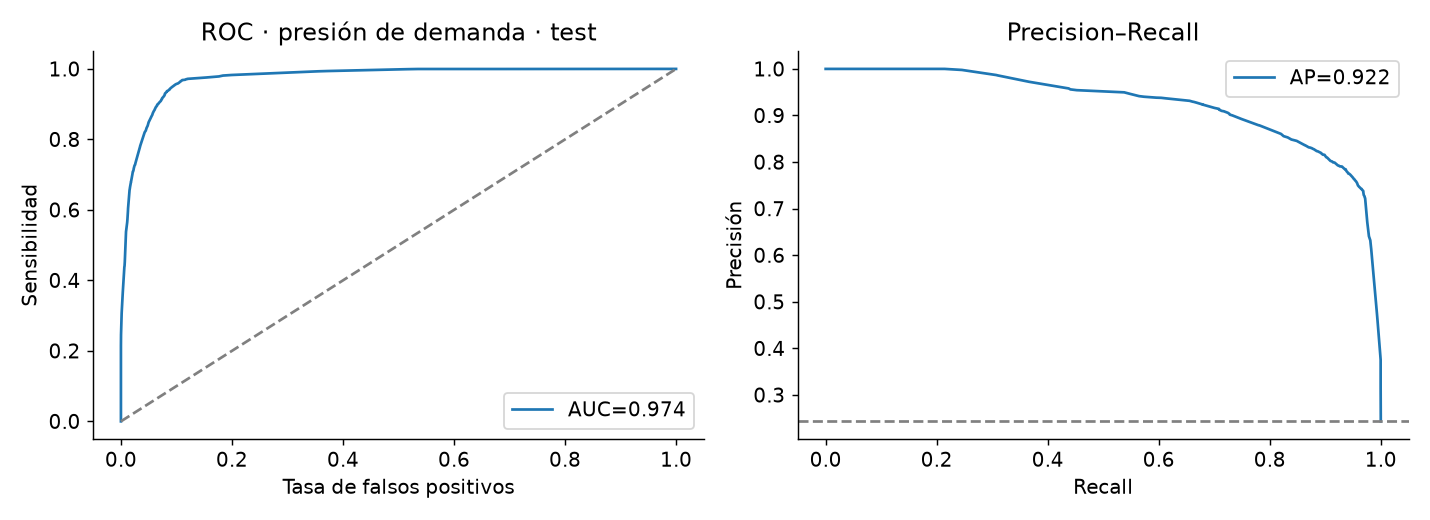 ROC · presión de demanda · test
Sensibilidad
1.0
0.8
0.6
0.4
0.2
0.0
AUC=0.974
0.0 0.2 0.4 0.6 0.8 1.0
Tasa de falsos positivos
Precision–Recall
Precisión
1.0
0.9
0.8
0.7
0.6
0.5
0.4
0.3
AP=0.922
0.0 0.2 0.4 0.6 0.8 1.0
Recall